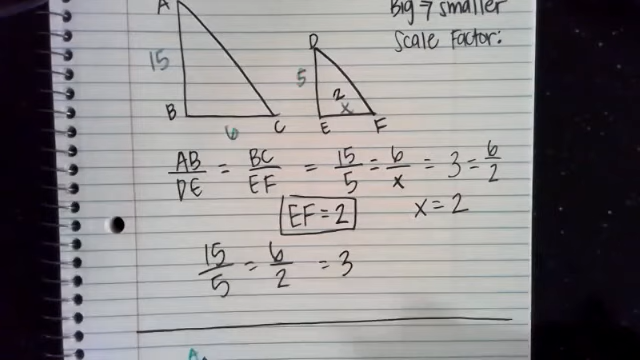 Big → smaller
Scale Factor:
A
15
B
6
C
D
5
2
x
E
F
AB/DE = BC/EF = 15/5 = 6/x = 3 = 6/2
EF = 2
x = 2
15/5 = 6/2 = 3
A